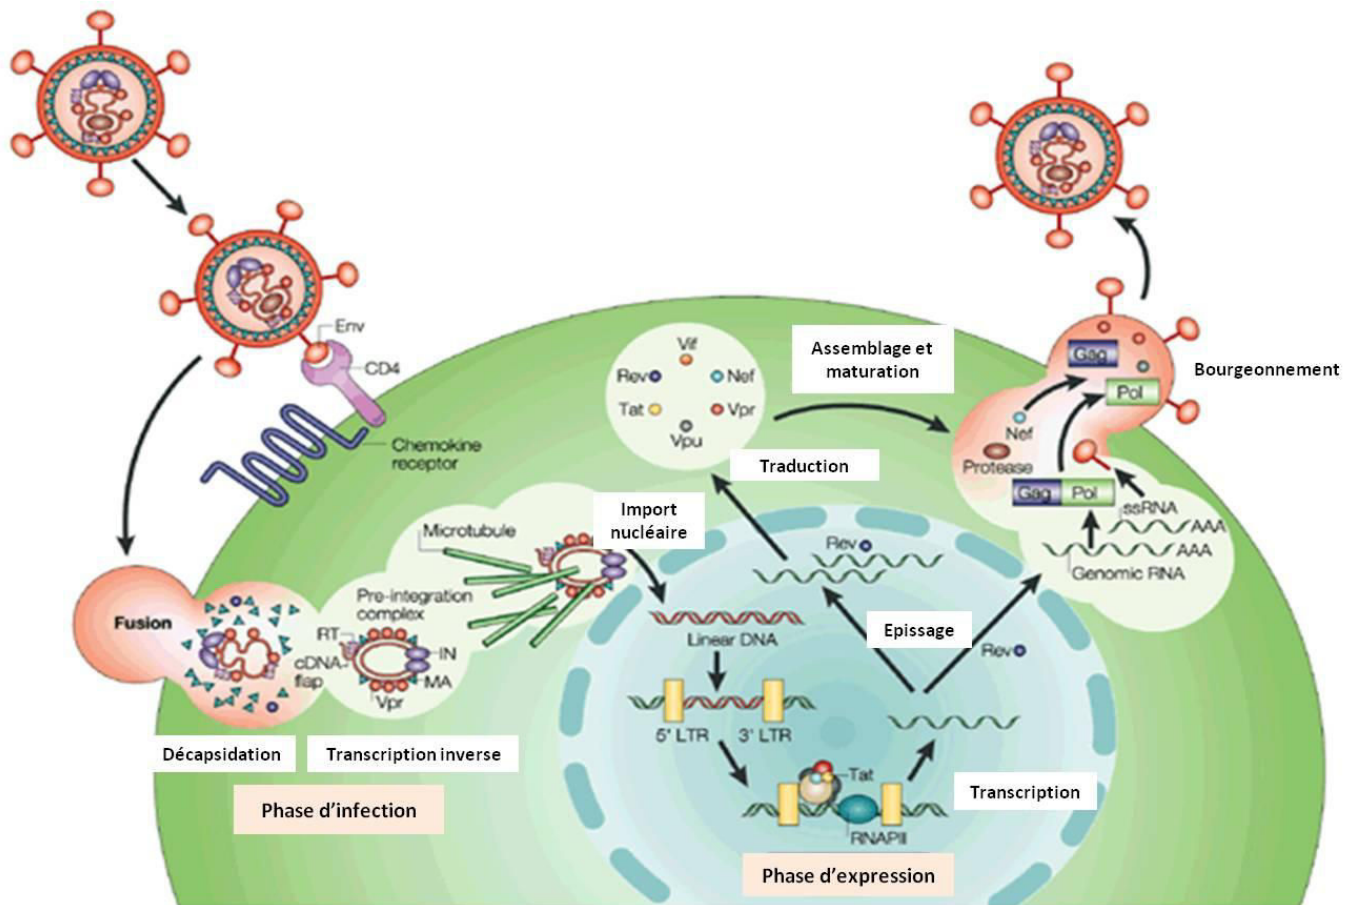 Env
CD4
Chemokine
receptor
Fusion
Microtubule
Pre-integration
complex
RT
cDNA
flap
IN
MA
Vpr
Décapsidation
Transcription inverse
Phase d’infection
Import
nucléaire
Linear DNA
5' LTR
3' LTR
Tat
RNAPII
Phase d’expression
Transcription
Epissage
Rev
Rev
Traduction
Vif
Rev
Nef
Tat
Vpr
Vpu
Assemblage et
maturation
Gag
Pol
Nef
Protease
Gag
Pol
ssRNA
AAA
AAA
Genomic RNA
Bourgeonnement